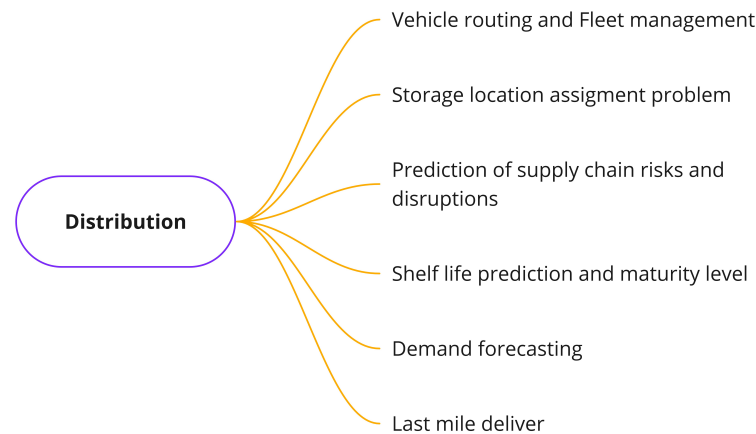 Vehicle routing and Fleet management
Storage location assigment problem
Prediction of supply chain risks and
disruptions
Distribution
Shelf life prediction and maturity level
Demand forecasting
Last mile deliver